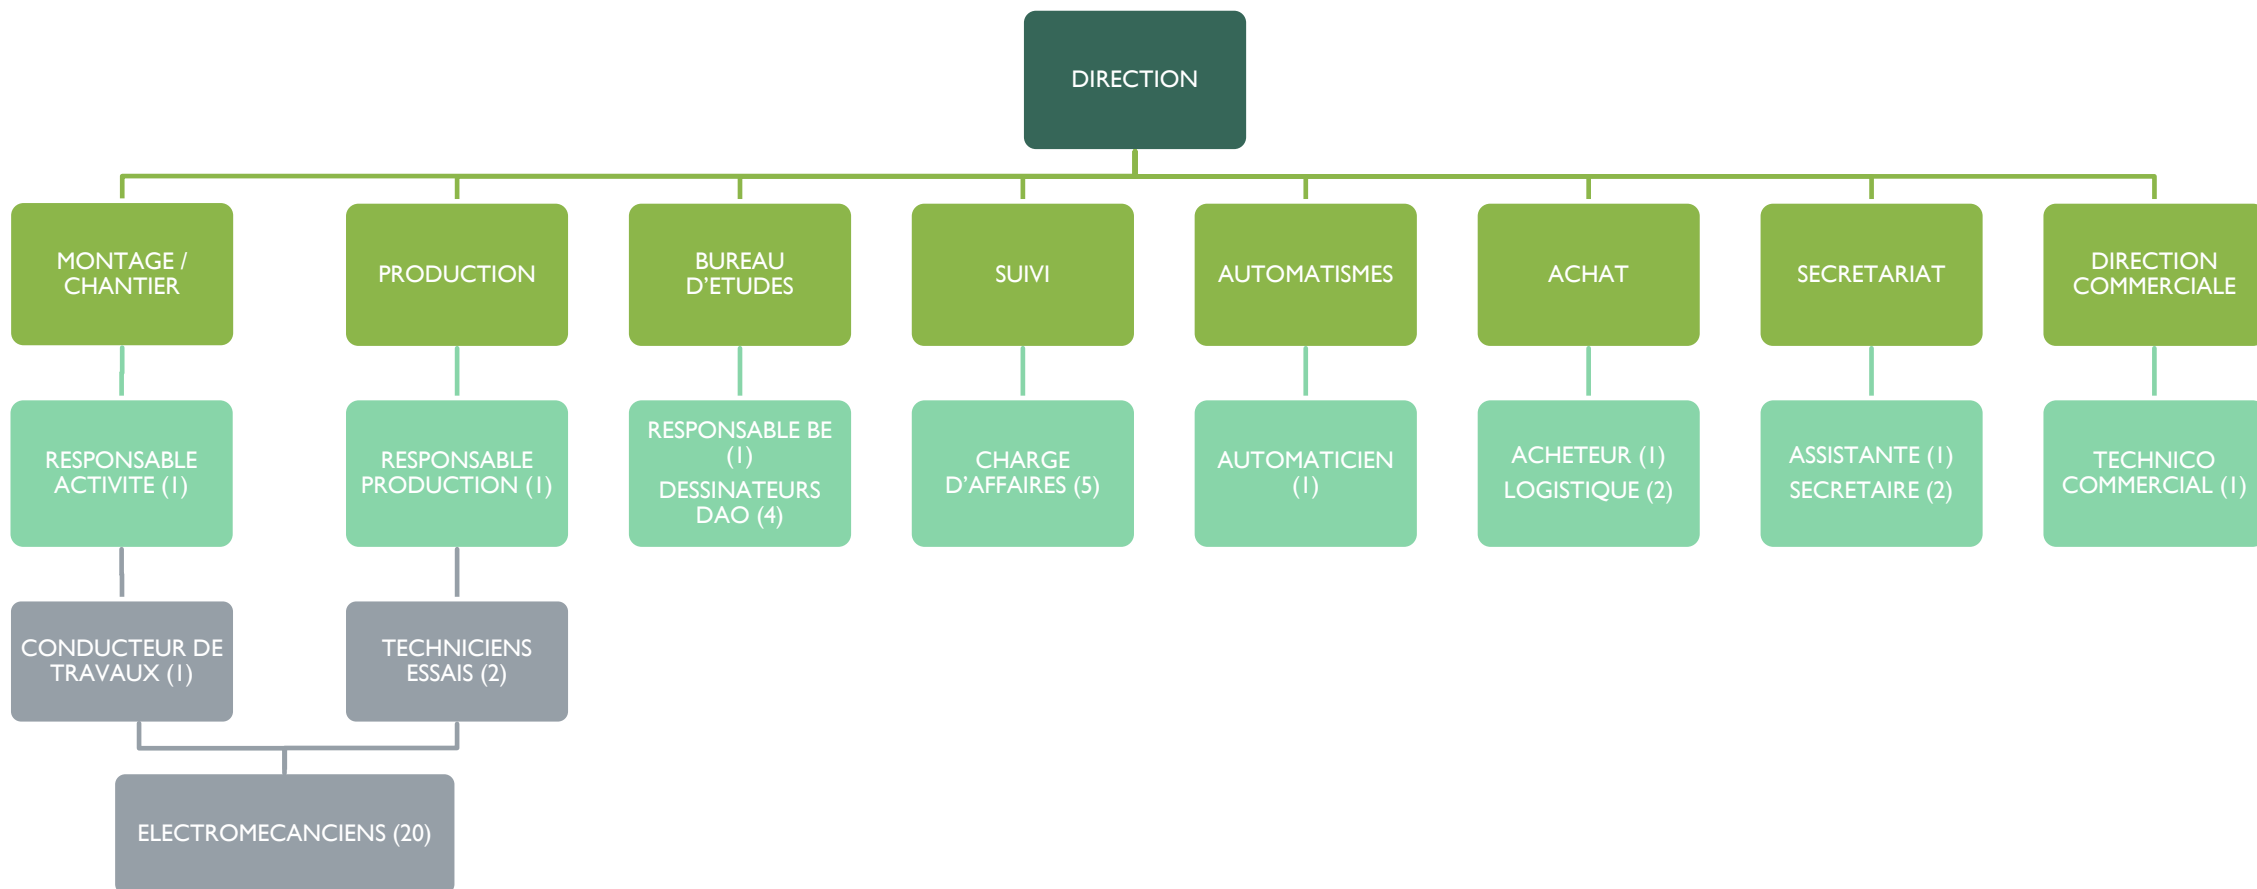 DIRECTION
MONTAGE /
CHANTIER
PRODUCTION
BUREAU
D'ETUDES
SUIVI
AUTOMATISMES
ACHAT
SECRETARIAT
DIRECTION
COMMERCIALE
RESPONSABLE
ACTIVITE (1)
RESPONSABLE
PRODUCTION (1)
RESPONSABLE BE
(1)
DESSINATEURS
DAO (4)
CHARGE
D'AFFAIRES (5)
AUTOMATICIEN
(1)
ACHETEUR (1)
LOGISTIQUE (2)
ASSISTANTE (1)
SECRETAIRE (2)
TECHNICO
COMMERCIAL (1)
CONDUCTEUR DE
TRAVAUX (1)
TECHNICIENS
ESSAIS (2)
ELECTROMECANCIENS (20)